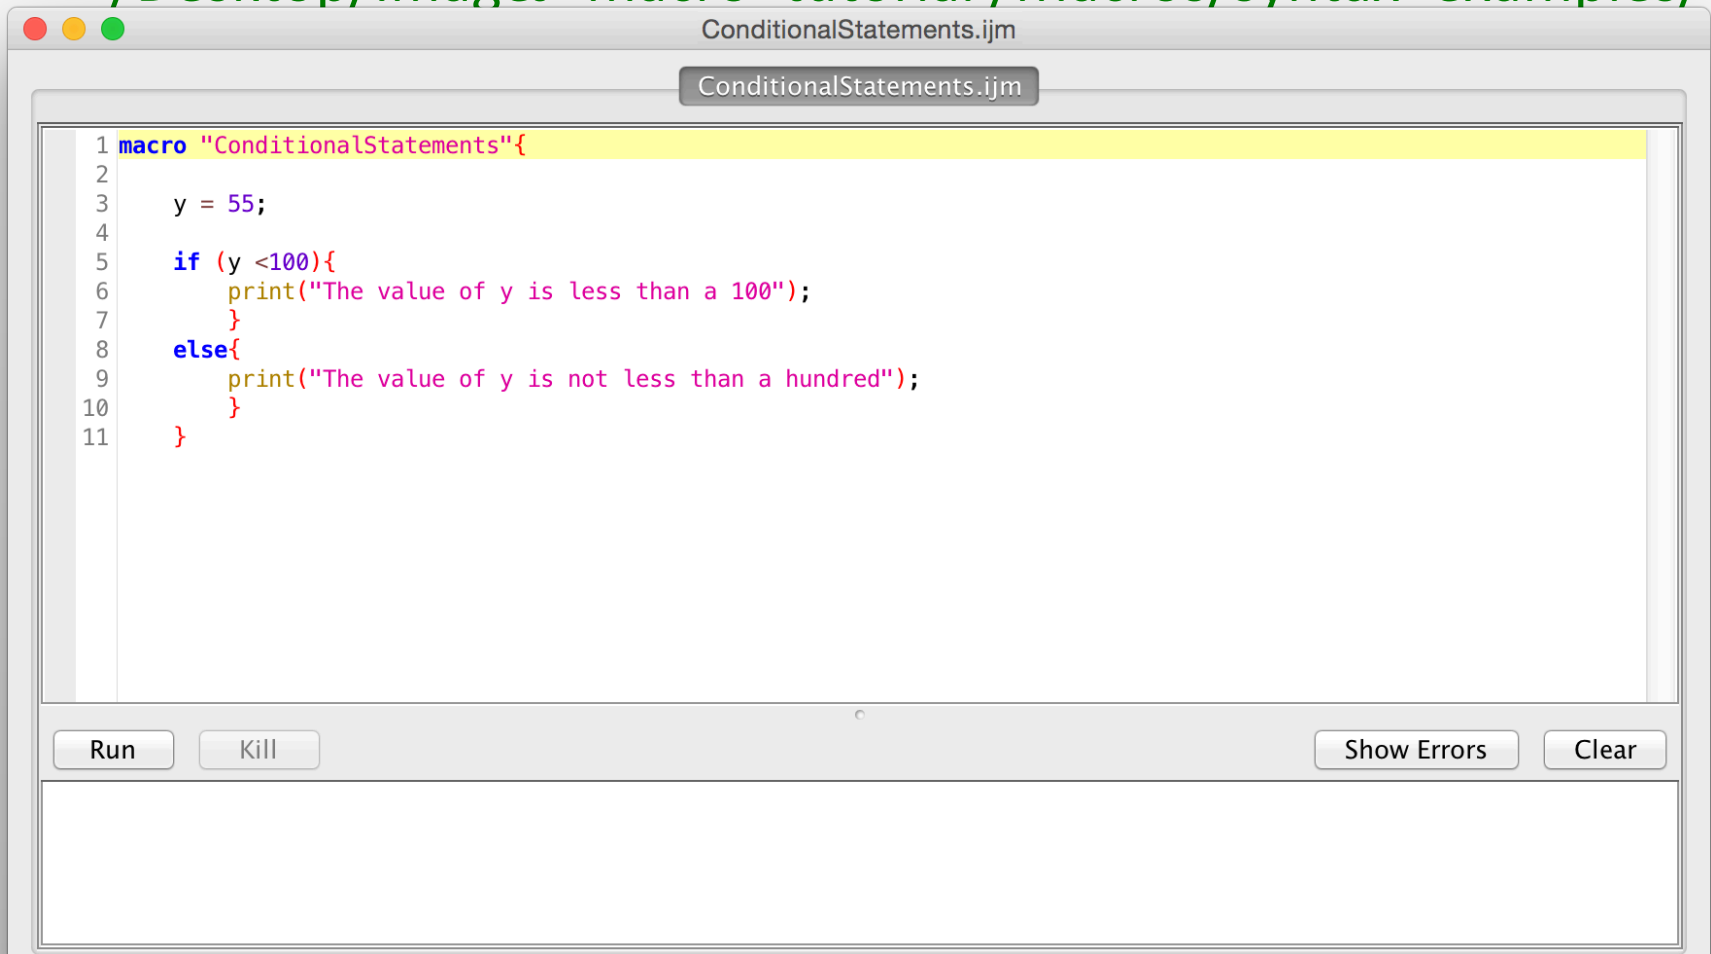 ConditionalStatements.ijm
ConditionalStatements.ijm
1 macro "ConditionalStatements"{
2
3 y = 55;
4
5 if (y <100){
6 print("The value of y is less than a 100");
7 }
8 else{
9 print("The value of y is not less than a hundred");
10 }
11 }
Run Kill Show Errors Clear